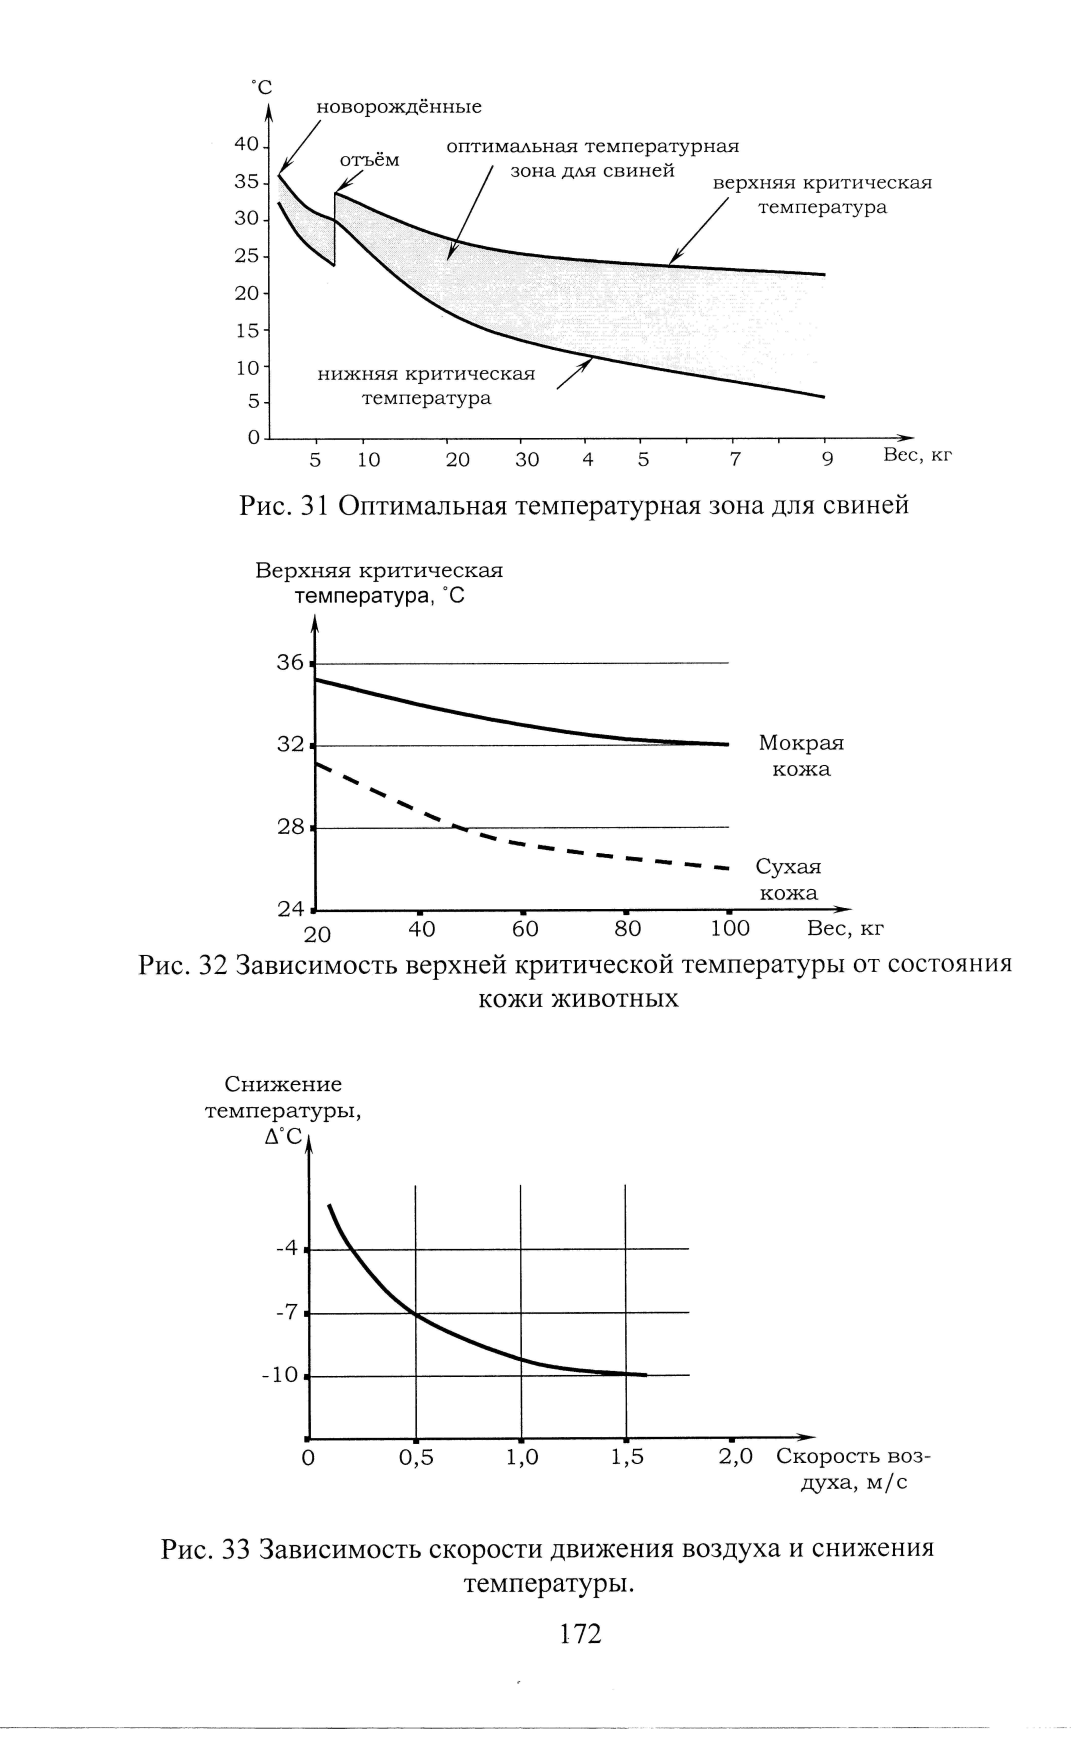 ˚С
новорождённые
40
оптимальная температурная
зона для свиней
отъём
35
верхняя критическая
температура
30
25
20
15
10
нижняя критическая
температура
5
0
5 10 20 30 4 5 7 9 Вес, кг
Рис. 31 Оптимальная температурная зона для свиней
Верхняя критическая
температура, ˚С
36
32
Мокрая
кожа
28
Сухая
кожа
24
20 40 60 80 100 Вес, кг
Рис. 32 Зависимость верхней критической температуры от состояния
кожи животных
Снижение
температуры,
Δ˚С
-4
-7
-10
0 0,5 1,0 1,5 2,0 Скорость воз-
духа, м/с
Рис. 33 Зависимость скорости движения воздуха и снижения
температуры.
172